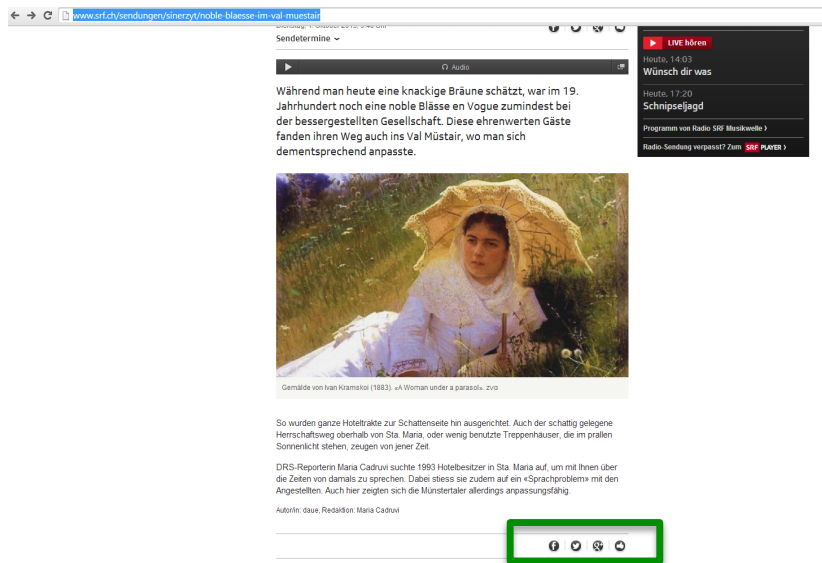 www.srf.ch/sendungen/sinerzyt/noble-blaesse-im-val-muestair
Sendetermine
Audio
Während man heute eine knackige Bräune schätzt, war im 19.
Jahrhundert noch eine noble Blässe en Vogue zumindest bei
der bessergestellten Gesellschaft. Diese ehrenwerten Gäste
fanden ihren Weg auch ins Val Müstair, wo man sich
dementsprechend anpasste.
Gemälde von Ivan Kramskoi (1883). «A Woman under a parasol». ZVG
So wurden ganze Hoteltrakte zur Schattenseite hin ausgerichtet. Auch der schattig gelegene
Herrschaftsweg oberhalb von Sta. Maria, oder wenig benutzte Treppenhäuser, die im prallen
Sonnenlicht stehen, zeugen von jener Zeit.
DRS-Reporterin Maria Cadruvi suchte 1993 Hotelbesitzer in Sta. Maria auf, um mit Ihnen über
die Zeiten von damals zu sprechen. Dabei stiess sie zudem auf ein «Sprachproblem» mit den
Angestellten. Auch hier zeigten sich die Münstertaler allerdings anpassungsfähig.
Autor/in: daue, Redaktion: Maria Cadruvi
LIVE hören
Heute, 14:03
Wünsch dir was
Heute, 17:20
Schnipseljagd
Programm von Radio SRF Musikwelle
Radio-Sendung verpasst? Zum SRF PLAYER